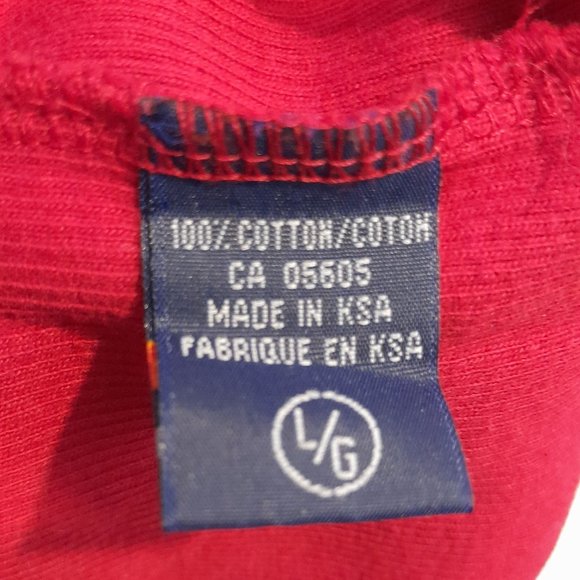 100% COTTON/COTON
CA 05605
MADE IN KSA
FABRIQUE EN KSA
L/G